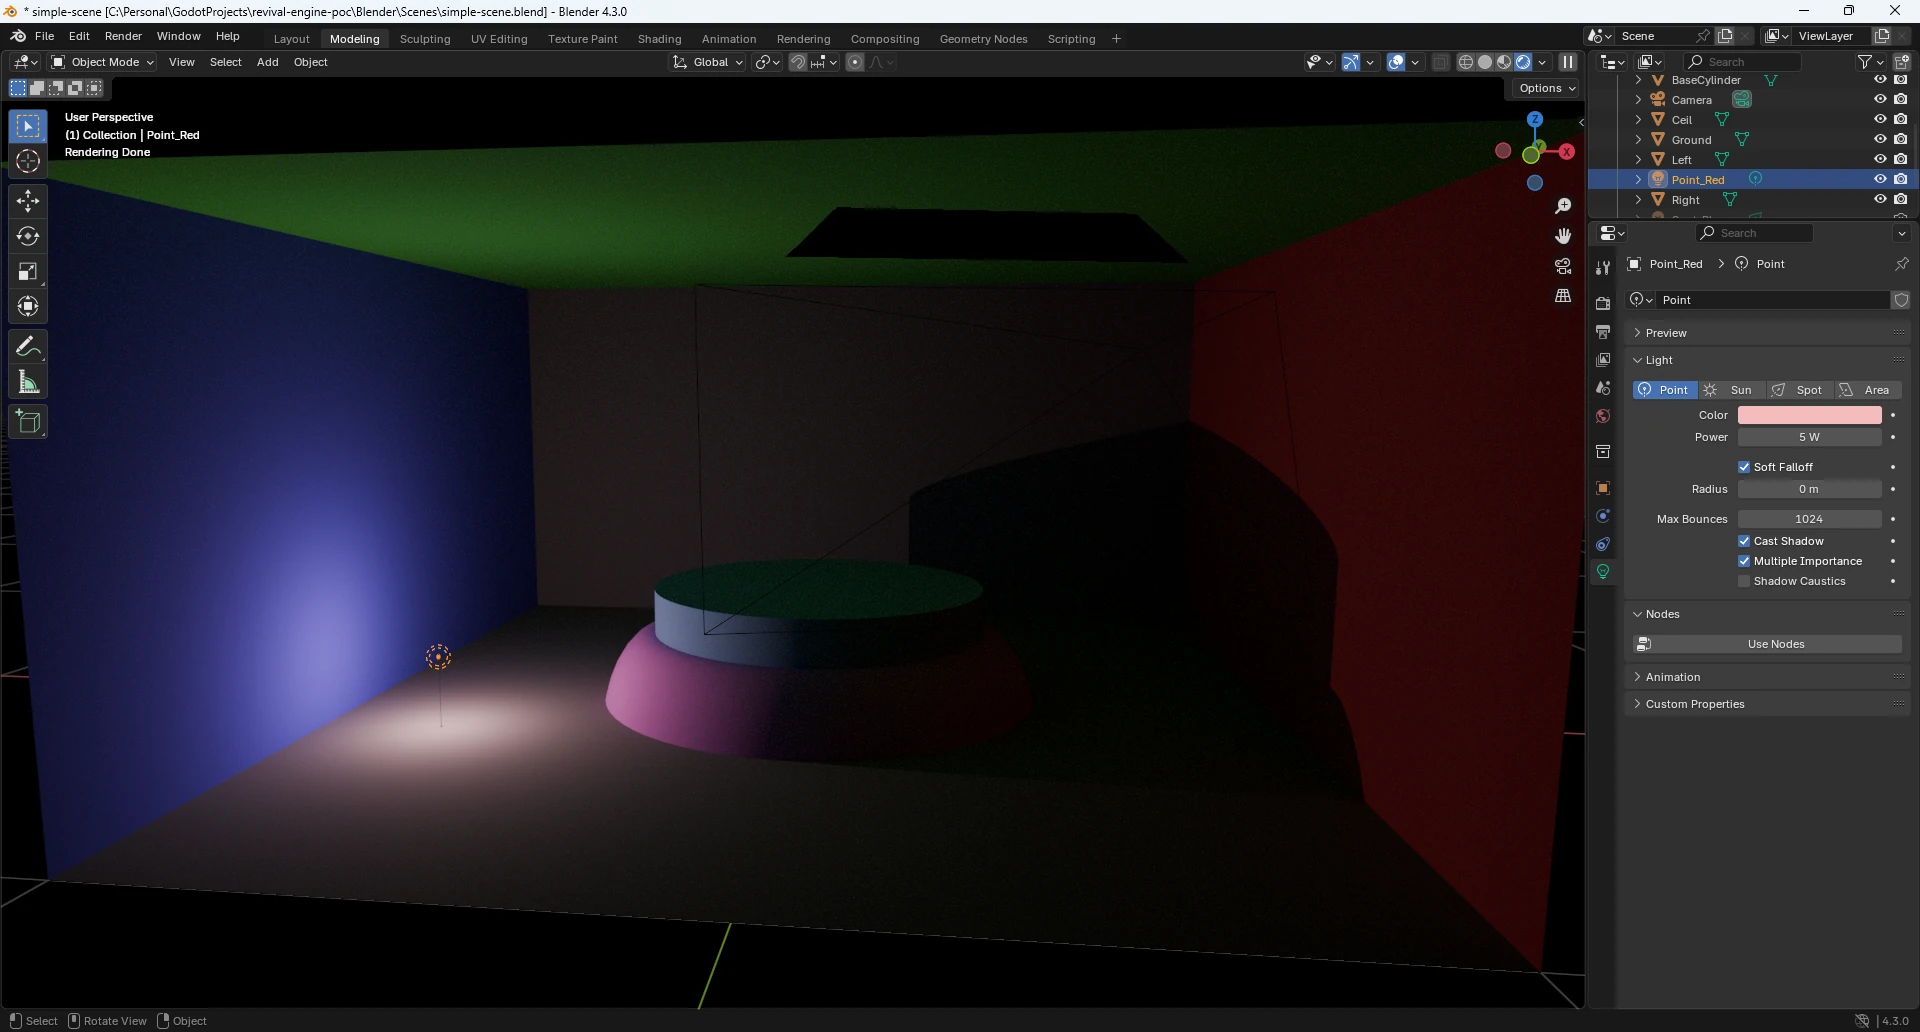 * simple-scene [C:\Personal\GodotProjects\revival-engine-poc\Blender\Scenes\simple-scene.blend] - Blender 4.3.0
File Edit Render Window Help Layout Modeling Sculpting UV Editing Texture Paint Shading Animation Rendering Compositing Geometry Nodes Scripting + Scene ViewLayer
Object Mode View Select Add Object Global Search
Options
User Perspective
(1) Collection | Point_Red
Rendering Done
Z
X
BaseCylinder
Camera
Ceil
Ground
Left
Point_Red
Right
Search
Point_Red > Point
Point
Preview
Light
Point Sun Spot Area
Color
Power 5 W
Soft Falloff
Radius 0 m
Max Bounces 1024
Cast Shadow
Multiple Importance
Shadow Caustics
Nodes
Use Nodes
Animation
Custom Properties
Select Rotate View Object 4.3.0